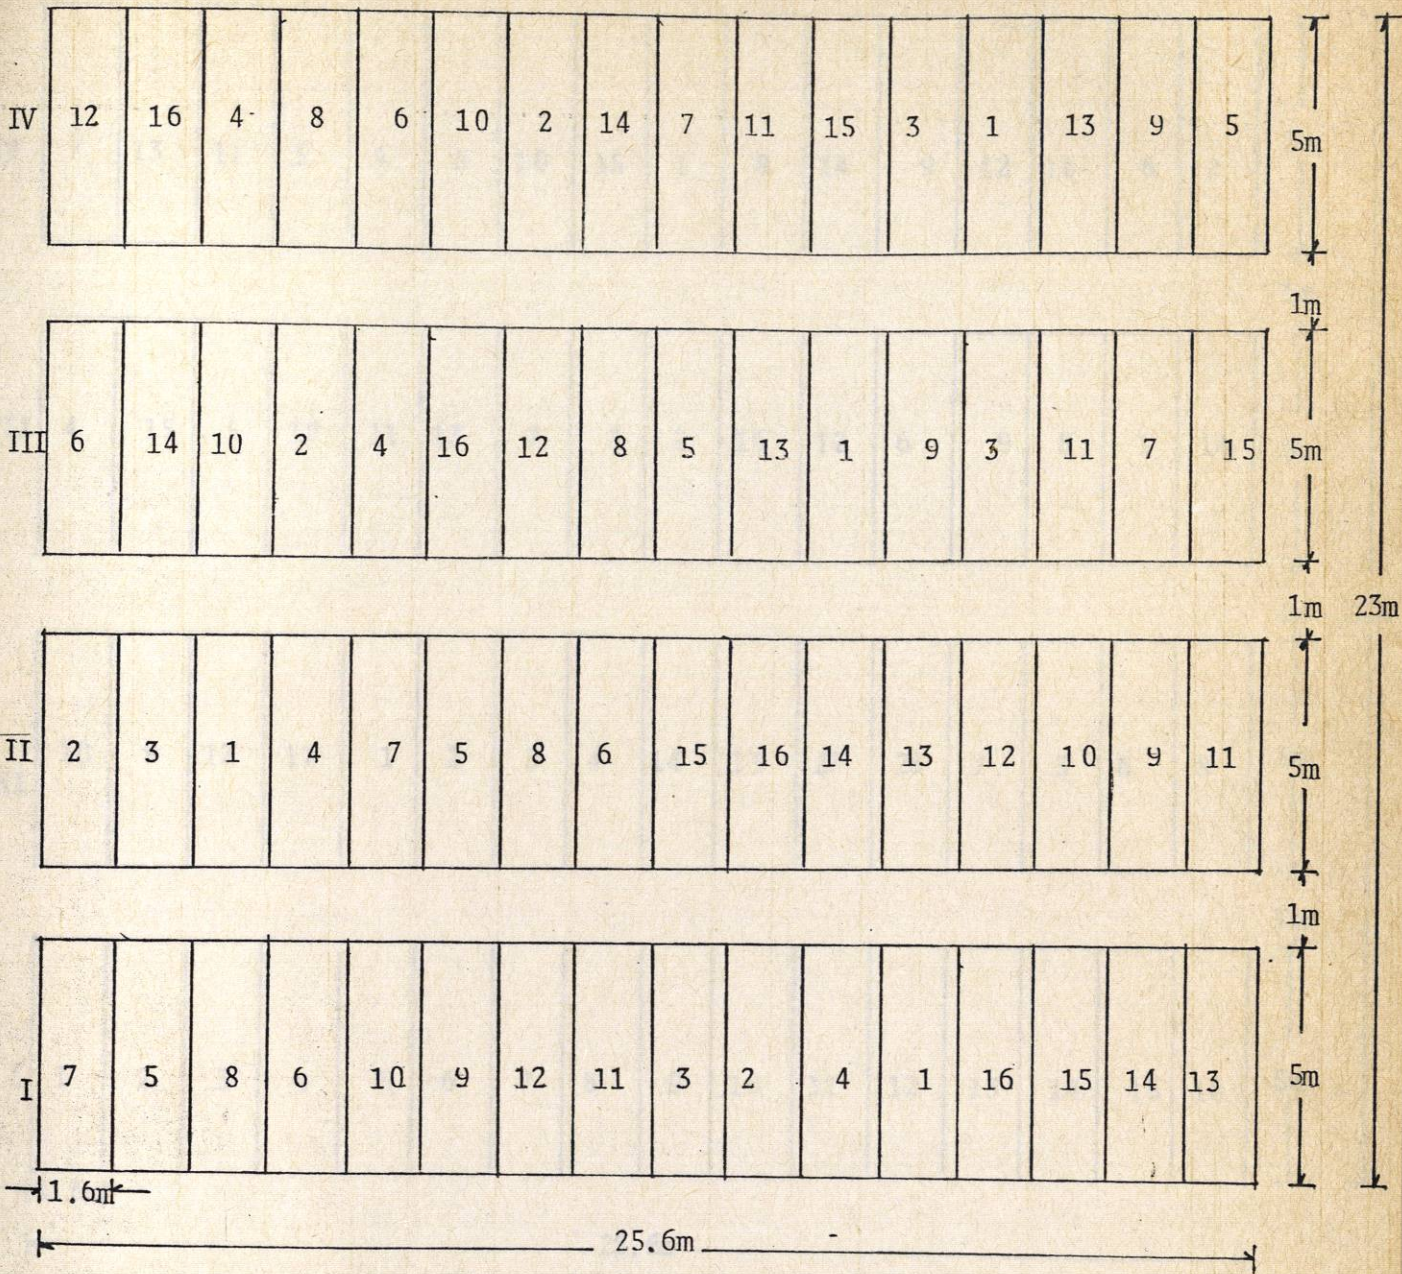 IV 12 16 4 8 6 10 2 14 7 11 15 3 1 13 9 5 5m
1m
III 6 14 10 2 4 16 12 8 5 13 1 9 3 11 7 15 5m
1m 23m
II 2 3 1 4 7 5 8 6 15 16 14 13 12 10 9 11 5m
1m
I 7 5 8 6 10 9 12 11 3 2 4 1 16 15 14 13 5m
1.6m
25.6m